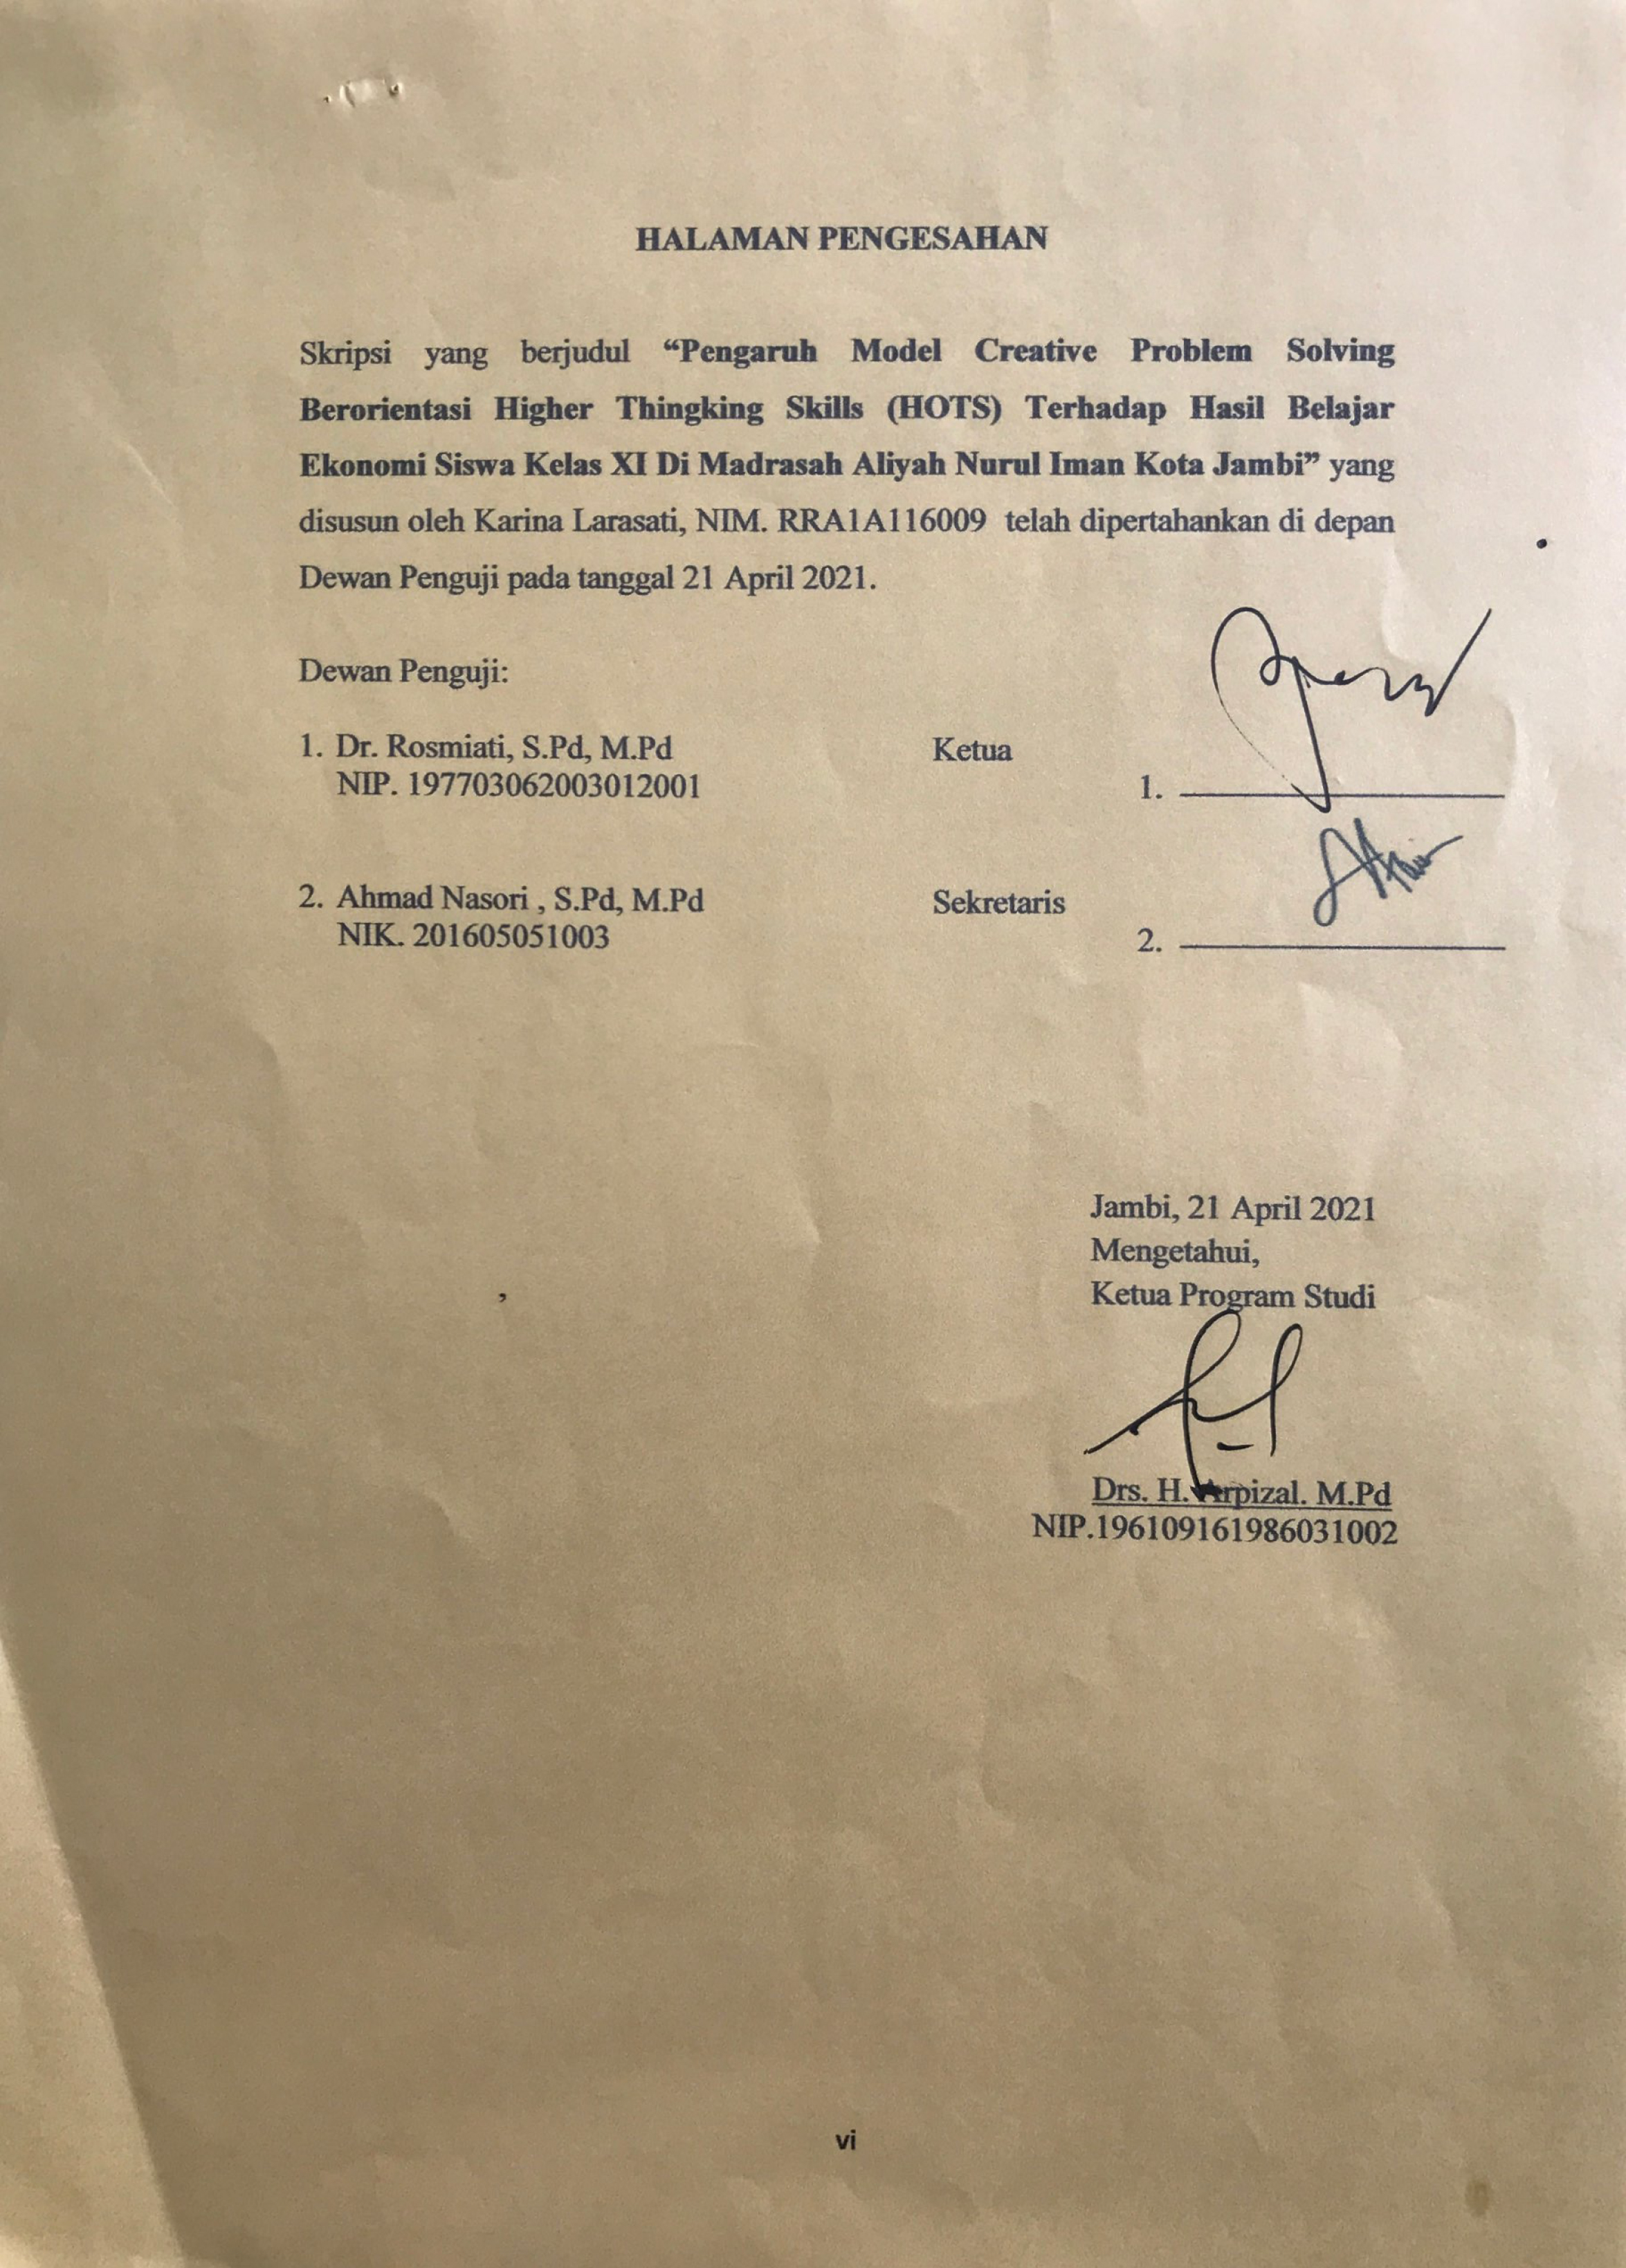 HALAMAN PENGESAHAN
Skripsi yang berjudul “Pengaruh Model Creative Problem Solving
Berorientasi Higher Thingking Skills (HOTS) Terhadap Hasil Belajar
Ekonomi Siswa Kelas XI Di Madrasah Aliyah Nurul Iman Kota Jambi” yang
disusun oleh Karina Larasati, NIM. RRA1A116009 telah dipertahankan di depan
Dewan Penguji pada tanggal 21 April 2021.
Dewan Penguji:
1. Dr. Rosmiati, S.Pd, M.Pd Ketua
NIP. 197703062003012001 1.
2. Ahmad Nasori , S.Pd, M.Pd Sekretaris
NIK. 201605051003 2.
Jambi, 21 April 2021
Mengetahui,
Ketua Program Studi
Drs. H. Arpizal. M.Pd
NIP.196109161986031002
vi